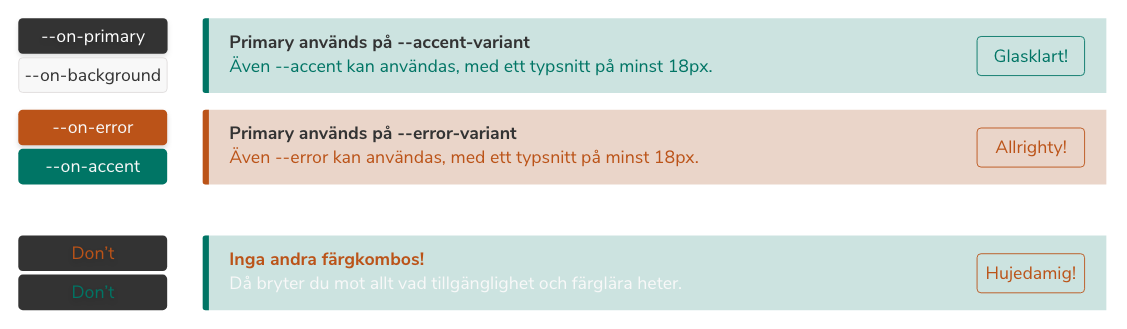 --on-primary
--on-background
Primary används på --accent-variant
Även --accent kan användas, med ett typsnitt på minst 18px.
Glasklart!
--on-error
--on-accent
Primary används på --error-variant
Även --error kan användas, med ett typsnitt på minst 18px.
Allrighty!
Don't
Don't
Inga andra färgkombos!
Då bryter du mot allt vad tillgänglighet och färglära heter.
Hujedamig!